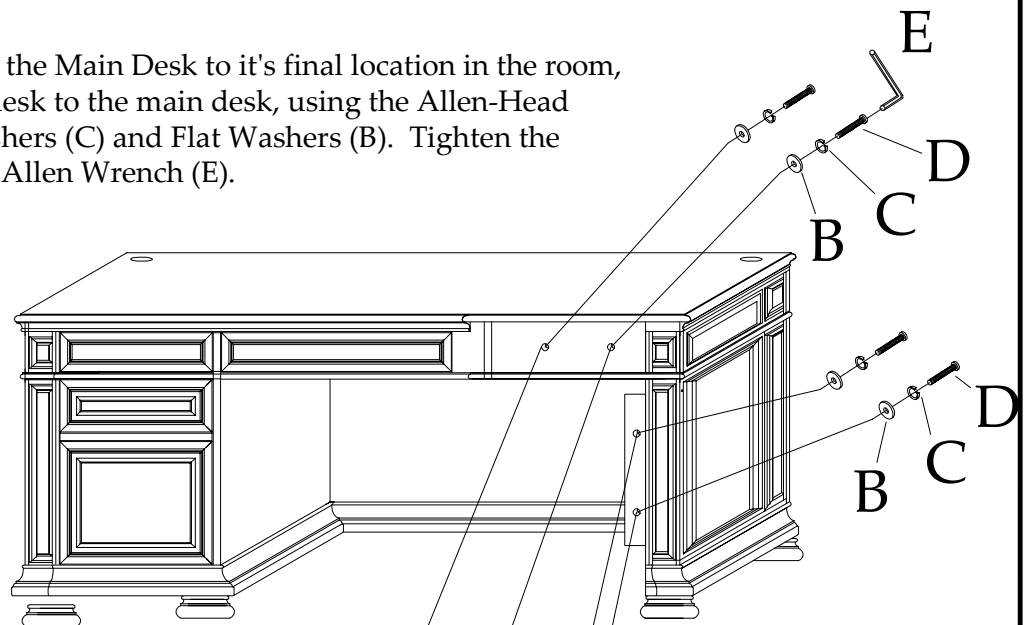 the Main Desk to it's final location in the room,
desk to the main desk, using the Allen-Head
hers (C) and Flat Washers (B). Tighten the
Allen Wrench (E).
E
D
C
B
D
C
B